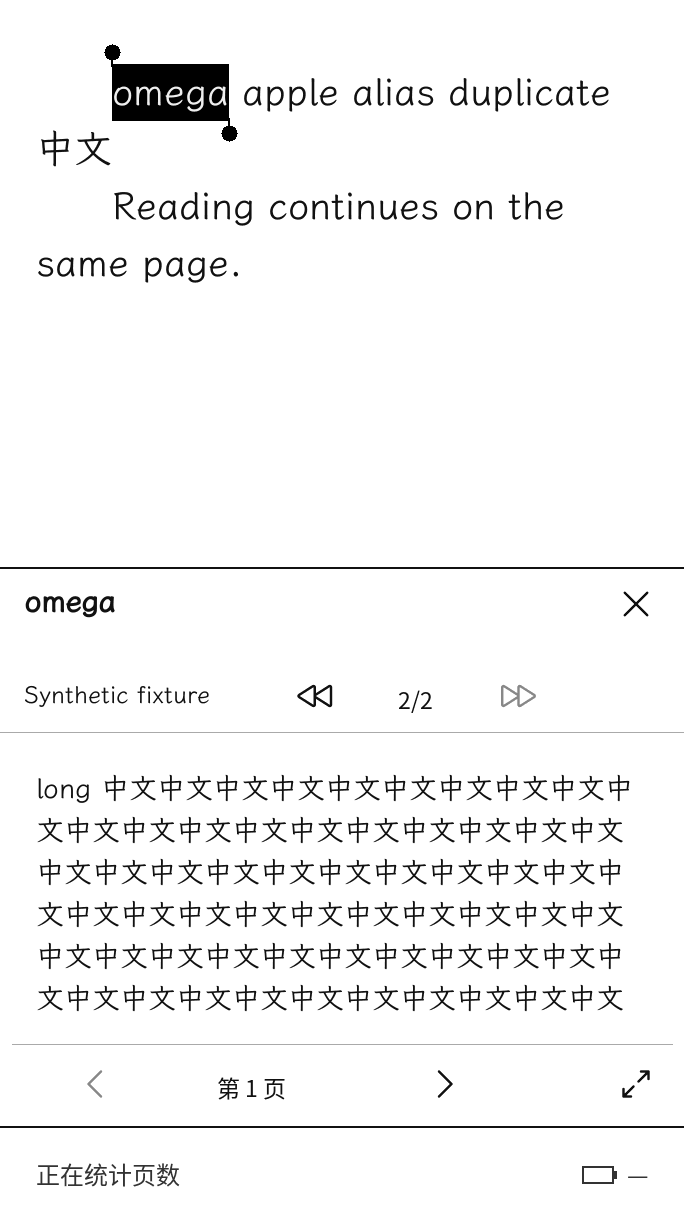 omega apple alias duplicate
中文
Reading continues on the
same page.
omega
Synthetic fixture 2/2
long 中文中文中文中文中文中文中文中文中文中
文中文中文中文中文中文中文中文中文中文中文
中文中文中文中文中文中文中文中文中文中文中
文中文中文中文中文中文中文中文中文中文中文
中文中文中文中文中文中文中文中文中文中文中
文中文中文中文中文中文中文中文中文中文中文
第 1 页
正在统计页数 —